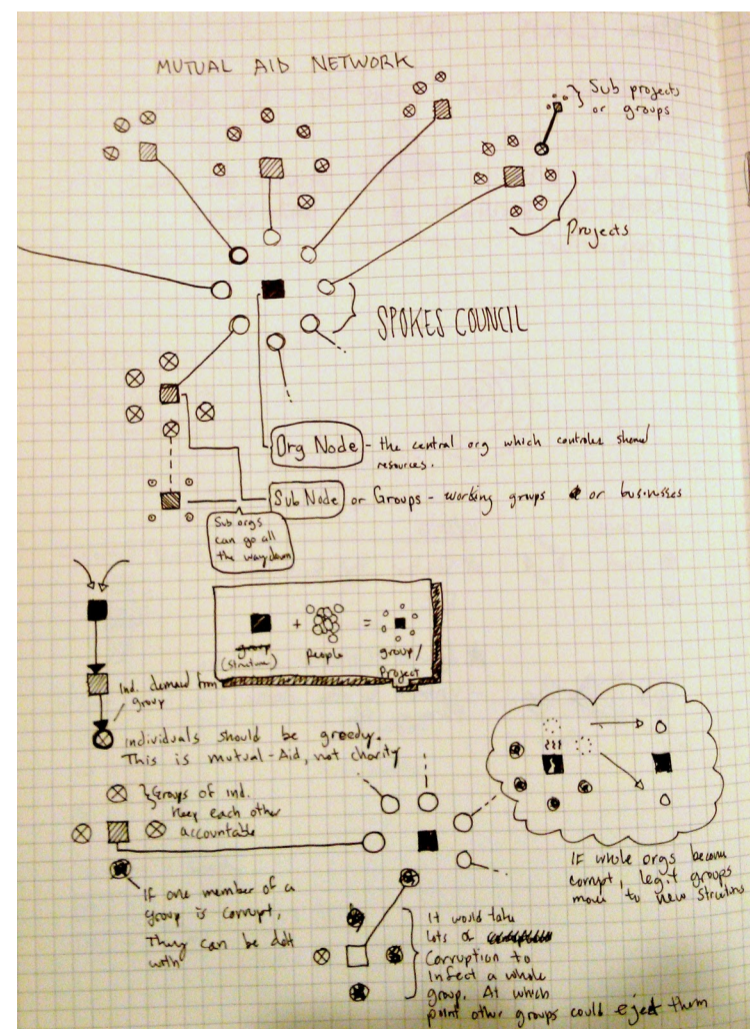 MUTUAL AID NETWORK
Sub projects
or groups
Projects
SPOKES COUNCIL
Org Node - the central org which controles shared
resources.
Sub Node or Groups - working groups or businesses
Sub orgs
can go all
the way down
+ =
group
(structure)
people
group/
Project
Ind. demand from
group
individuals should be greedy.
This is mutual-Aid, not charity
Groups of ind.
keep each other
accountable
IF one member of a
group is corrupt,
They can be delt
with
IF whole orgs become
corrupt, legit groups
move to new structures
It would take
lots of
Corruption to
infect a whole
group. At which
point other groups could eject them